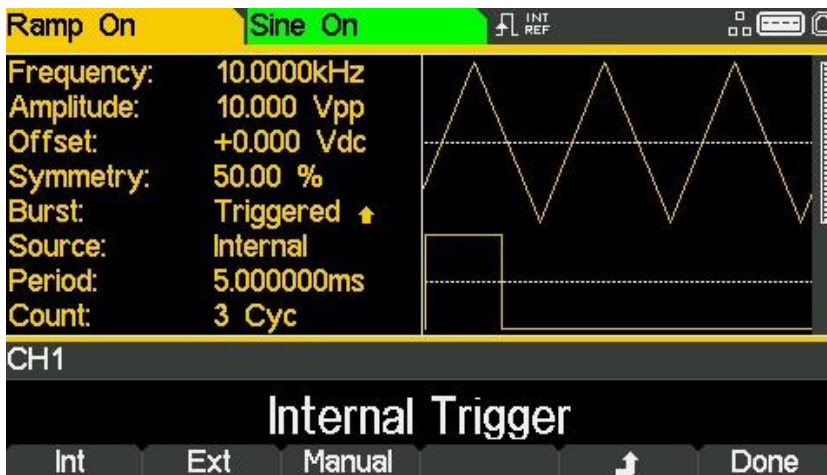 Ramp On Sine On INT REF
Frequency: 10.0000kHz
Amplitude: 10.000 Vpp
Offset: +0.000 Vdc
Symmetry: 50.00 %
Burst: Triggered
Source: Internal
Period: 5.000000ms
Count: 3 Cyc
CH1
Internal Trigger
Int Ext Manual Done